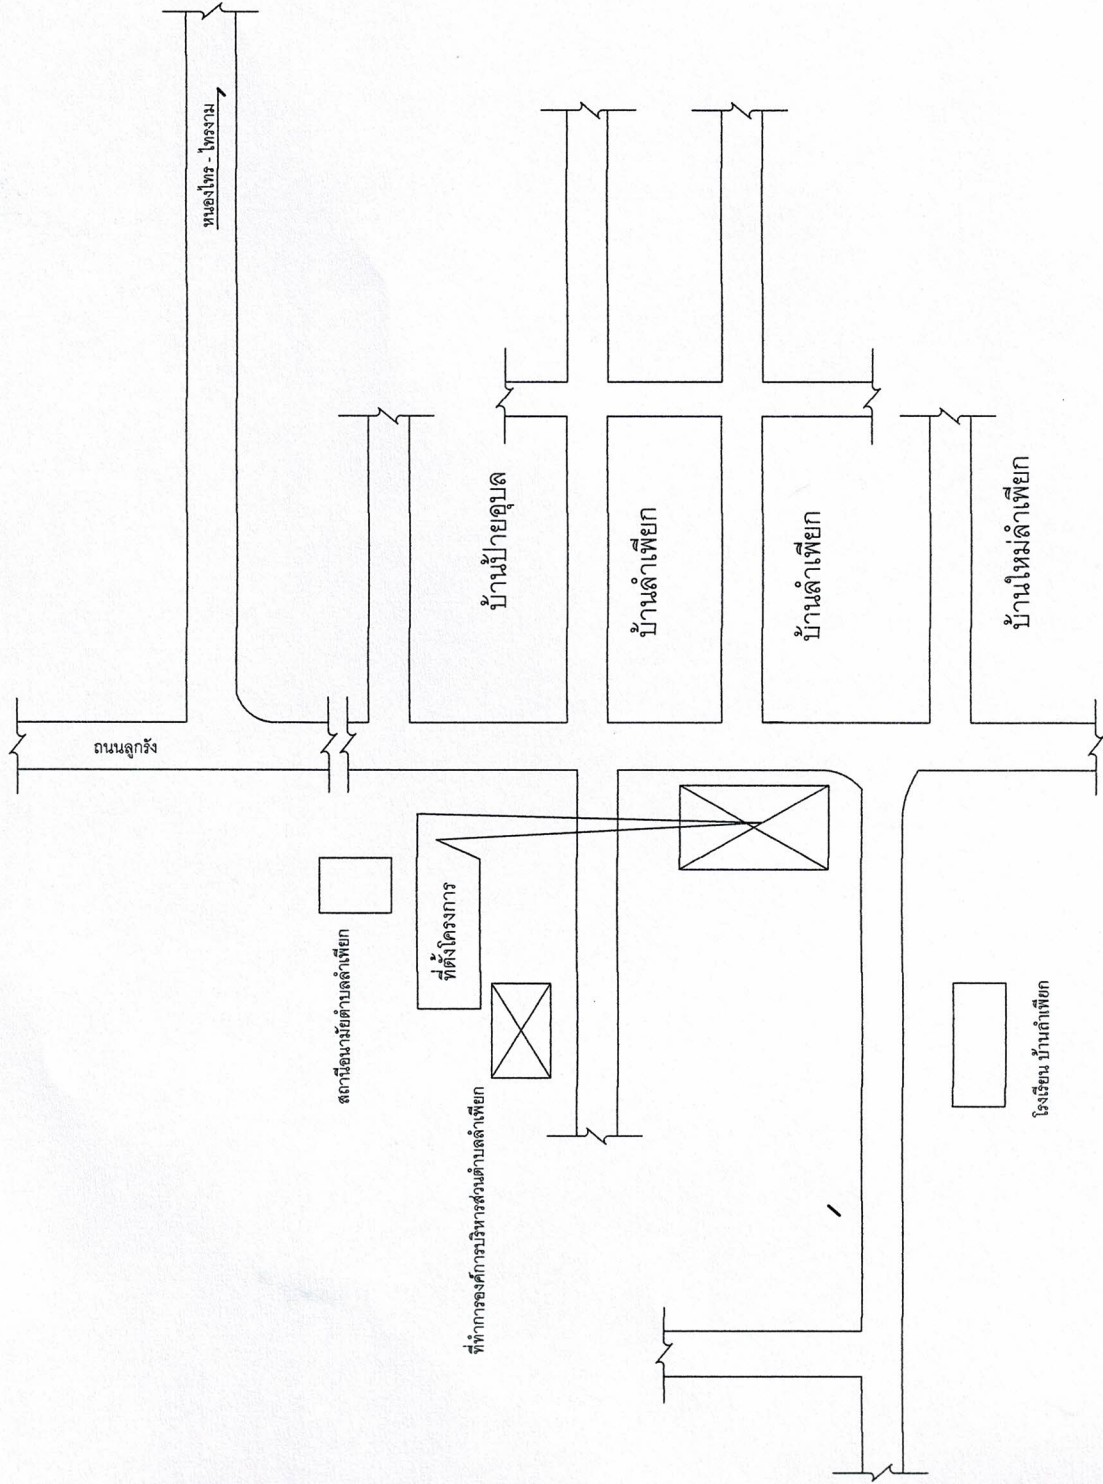 หนองไทร - ไทรงาม
ถนนลูกรัง
บ้านป่ายอุบล
บ้านลำเพียก
บ้านลำเพียก
บ้านใหม่ลำเพียก
สถานีอนามัยตำบลลำเพียก
ที่ตั้งโครงการ
ที่ทำการองค์การบริหารส่วนตำบลลำเพียก
โรงเรียน บ้านลำเพียก